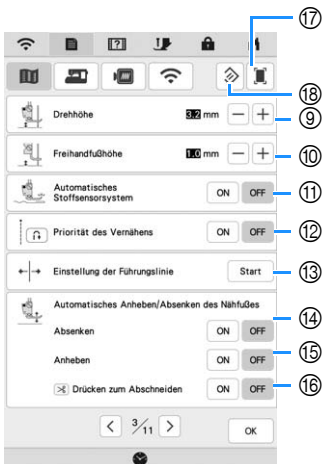 ⑰
⑱
Drehhöhe 3.2 mm − + ⑨
Freihandfußhöhe 1.0 mm − + ⑩
Automatisches
Stoffsensorsystem ON OFF ⑪
Priorität des Vernähens ON OFF ⑫
Einstellung der Führungslinie Start ⑬
Automatisches Anheben/Absenken des Nähfußes
Absenken ON OFF ⑭
Anheben ON OFF ⑮
Drücken zum Abschneiden ON OFF ⑯
< 3/11 > OK